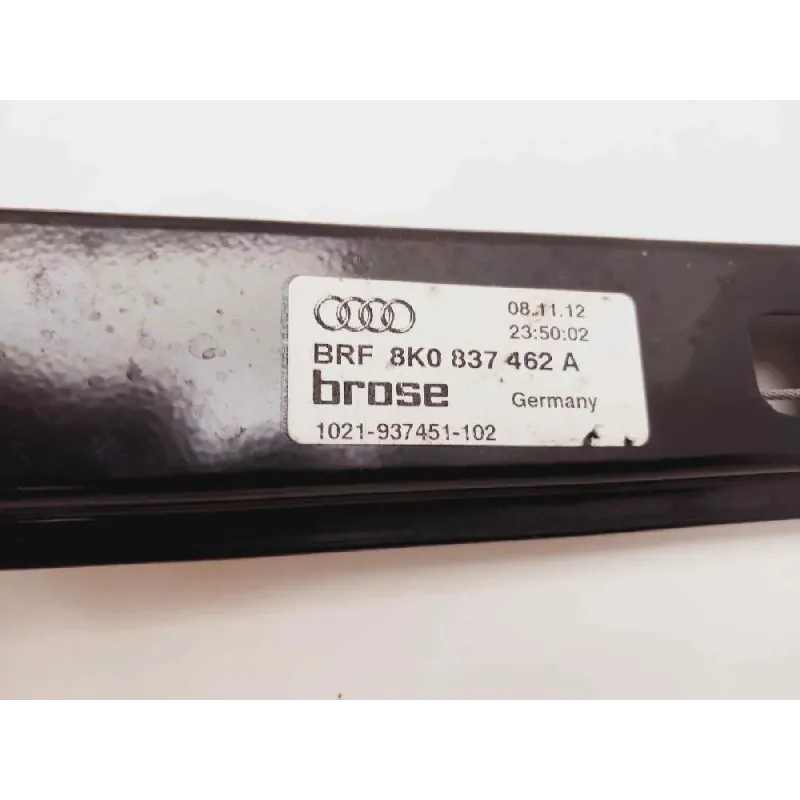 08.11.12
23:50:02
BRF 8K0 837 462 A
brose Germany
1021-937451-102